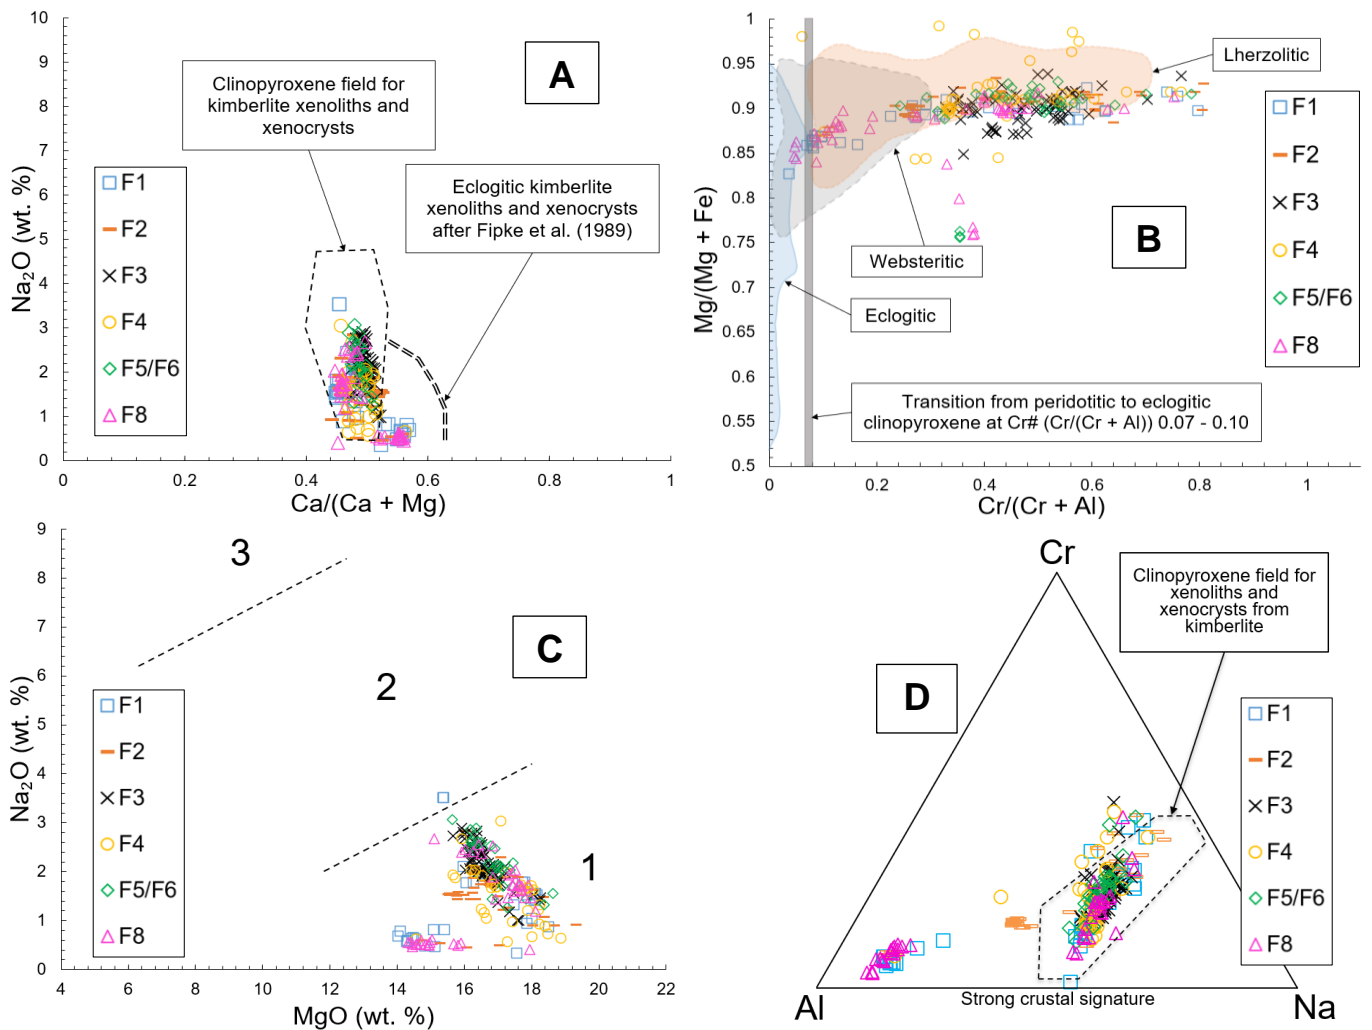 A
Clinopyroxene field for
kimberlite xenoliths and
xenocrysts
Eclogitic kimberlite
xenoliths and xenocrysts
after Fipke et al. (1989)
F1
F2
F3
F4
F5/F6
F8
Na₂O (wt. %)
10
9
8
7
6
5
4
3
2
1
0
0
0.2
0.4
0.6
0.8
1
Ca/(Ca + Mg)
B
Lherzolitic
Websteritic
Eclogitic
Transition from peridotitic to eclogitic
clinopyroxene at Cr# (Cr/(Cr + Al)) 0.07 - 0.10
F1
F2
F3
F4
F5/F6
F8
Mg/(Mg + Fe)
1
0.95
0.9
0.85
0.8
0.75
0.7
0.65
0.6
0.55
0.5
0
0.2
0.4
0.6
0.8
1
Cr/(Cr + Al)
C
3
2
1
F1
F2
F3
F4
F5/F6
F8
Na₂O (wt. %)
9
8
7
6
5
4
3
2
1
0
4
6
8
10
12
14
16
18
20
22
MgO (wt. %)
D
Cr
Clinopyroxene field for
xenoliths and
xenocrysts from
kimberlite
F1
F2
F3
F4
F5/F6
F8
Al
Strong crustal signature
Na